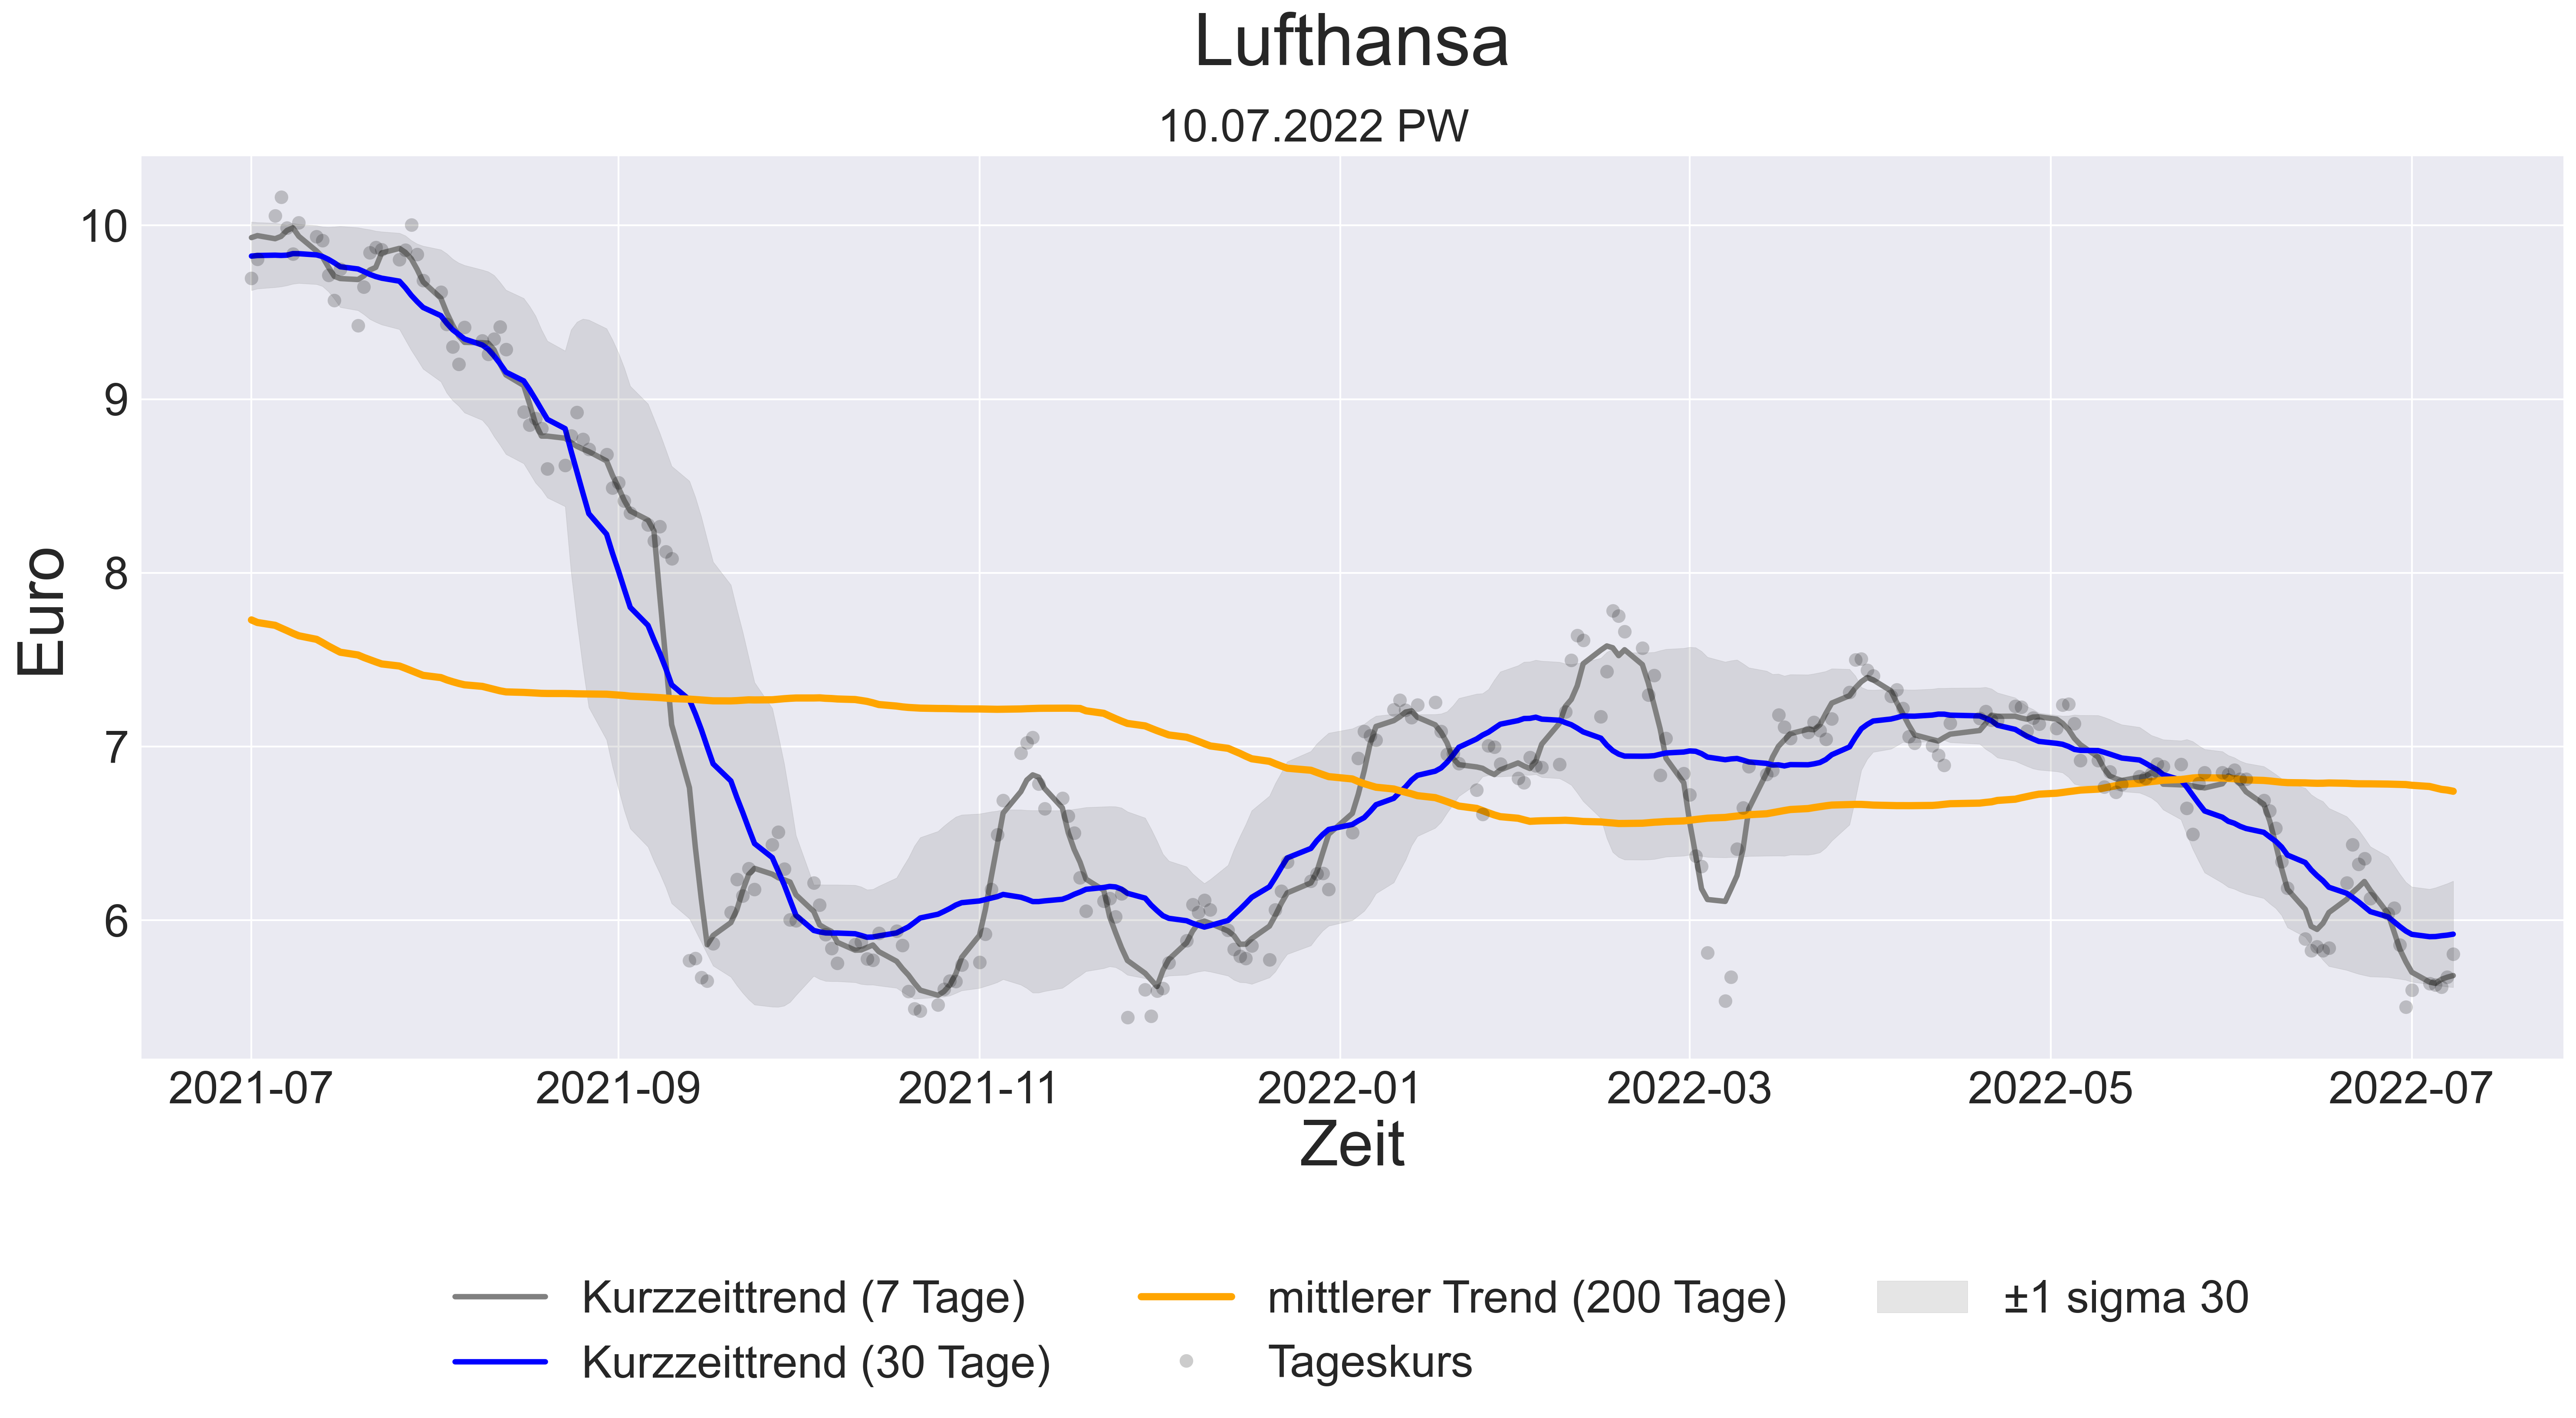 Lufthansa
10.07.2022 PW
10
9
8
7
6
Euro
2021-07 2021-09 2021-11 2022-01 2022-03 2022-05 2022-07
Zeit
Kurzzeittrend (7 Tage) mittlerer Trend (200 Tage) ±1 sigma 30
Kurzzeittrend (30 Tage) Tageskurs